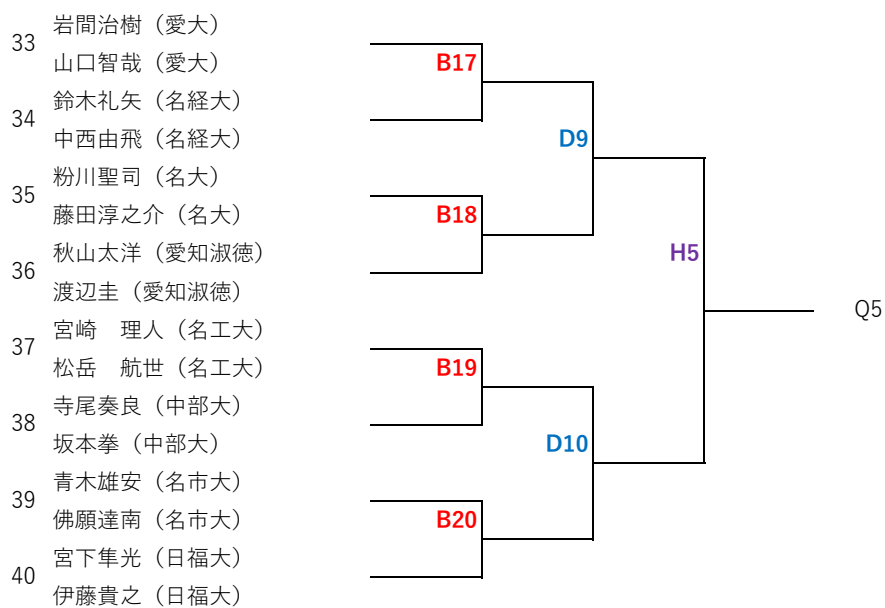 33
岩間治樹（愛大）
山口智哉（愛大）
B17
34
鈴木礼矢（名経大）
中西由飛（名経大）
D9
35
粉川聖司（名大）
藤田淳之介（名大）
B18
36
秋山太洋（愛知淑徳）
渡辺圭（愛知淑徳）
H5
Q5
37
宮崎　理人（名工大）
松岳　航世（名工大）
B19
38
寺尾奏良（中部大）
坂本拳（中部大）
D10
39
青木雄安（名市大）
佛願達南（名市大）
B20
40
宮下隼光（日福大）
伊藤貴之（日福大）